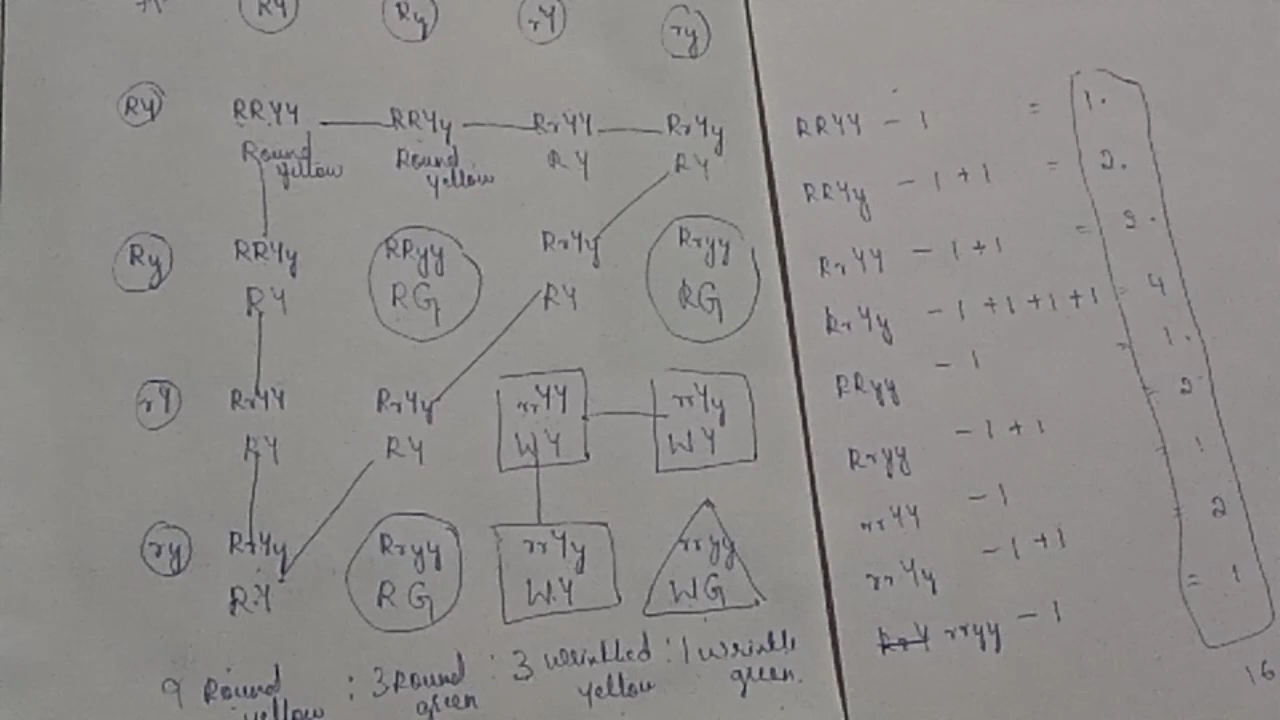 RY Ry rY ry
RY RRYY RRYy RrYY RrYy
Round yellow Round yellow RY RY
Ry RRYy RRyy RrYy Rryy
RY RG RY RG
rY RrYY RrYy rrYY rrYy
RY RY WY WY
ry RrYy Rryy rrYy rryy
RY RG WY WG
9 Round yellow : 3 Round green : 3 wrinkled yellow : 1 wrinkle green.
RRYY - 1 = 1.
RRYy - 1 + 1 = 2.
RrYY - 1 + 1 = 2.
RrYy - 1 + 1 + 1 + 1 = 4
RRyy - 1 = 1.
Rryy - 1 + 1 = 2
rrYY - 1 = 1
rrYy - 1 + 1 = 2
rryy - 1 = 1
16